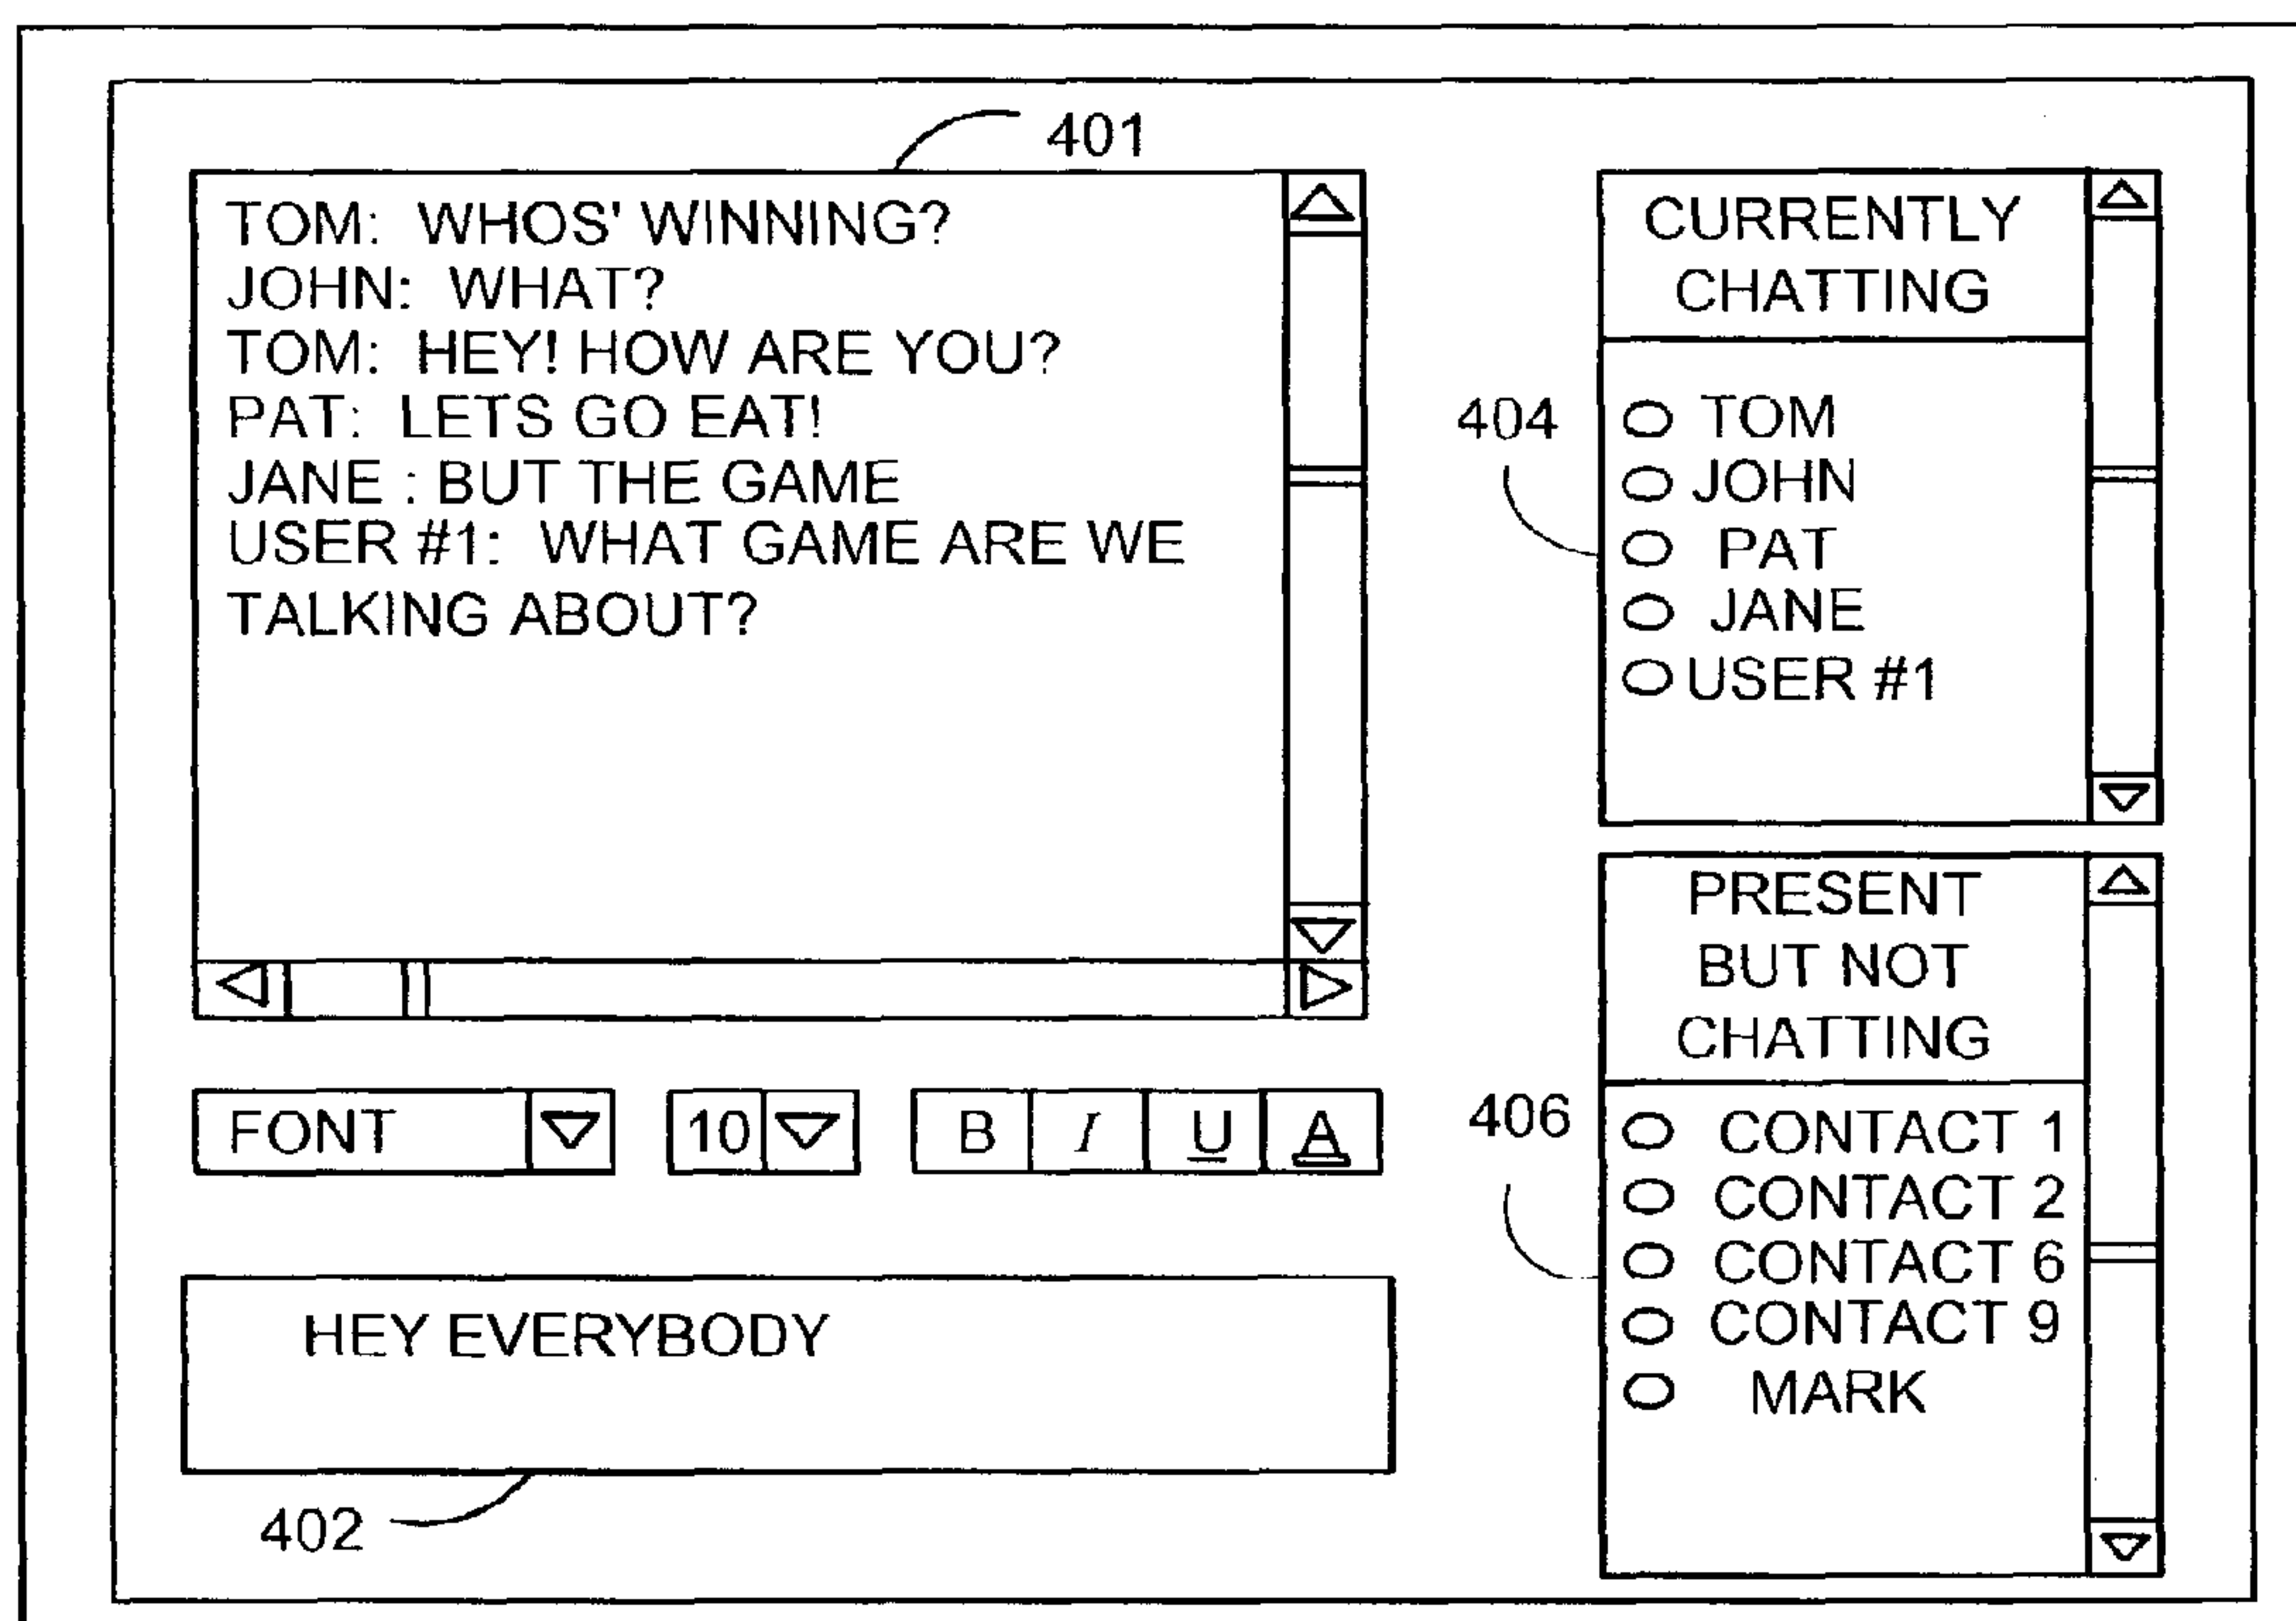 401
TOM: WHOS' WINNING?
JOHN: WHAT?
TOM: HEY! HOW ARE YOU?
PAT: LETS GO EAT!
JANE : BUT THE GAME
USER #1: WHAT GAME ARE WE
TALKING ABOUT?
FONT
10
B I U A
HEY EVERYBODY
402
CURRENTLY
CHATTING
404
TOM
JOHN
PAT
JANE
USER #1
PRESENT
BUT NOT
CHATTING
406
CONTACT 1
CONTACT 2
CONTACT 6
CONTACT 9
MARK